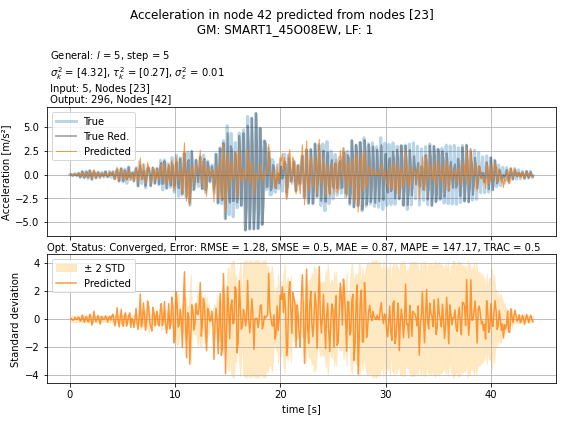 Acceleration in node 42 predicted from nodes [23]
GM: SMART1_45O08EW, LF: 1
General: l = 5, step = 5
σ²ₖ = [4.32], τ²ₖ = [0.27], σ²ε = 0.01
Input: 5, Nodes [23]
Output: 296, Nodes [42]
Acceleration [m/s²]
5.0
2.5
0.0
−2.5
−5.0
True
True Red.
Predicted
Opt. Status: Converged, Error: RMSE = 1.28, SMSE = 0.5, MAE = 0.87, MAPE = 147.17, TRAC = 0.5
Standard deviation
4
2
0
−2
−4
± 2 STD
Predicted
0 10 20 30 40
time [s]